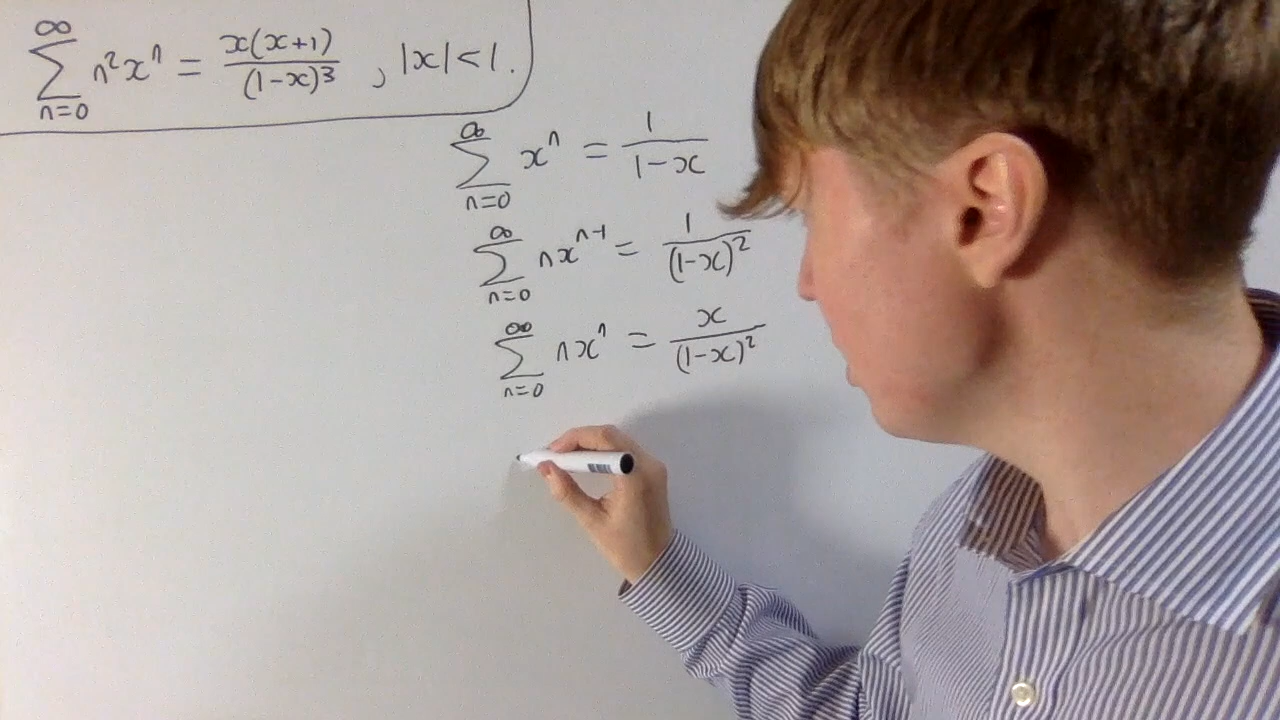 ∞∑n=0 n²xⁿ = x(x+1)/(1-x)³ , |x| < 1.
∞∑n=0 xⁿ = 1/(1-x)
∞∑n=0 nxⁿ⁻¹ = 1/(1-x)²
∞∑n=0 nxⁿ = x/(1-x)²